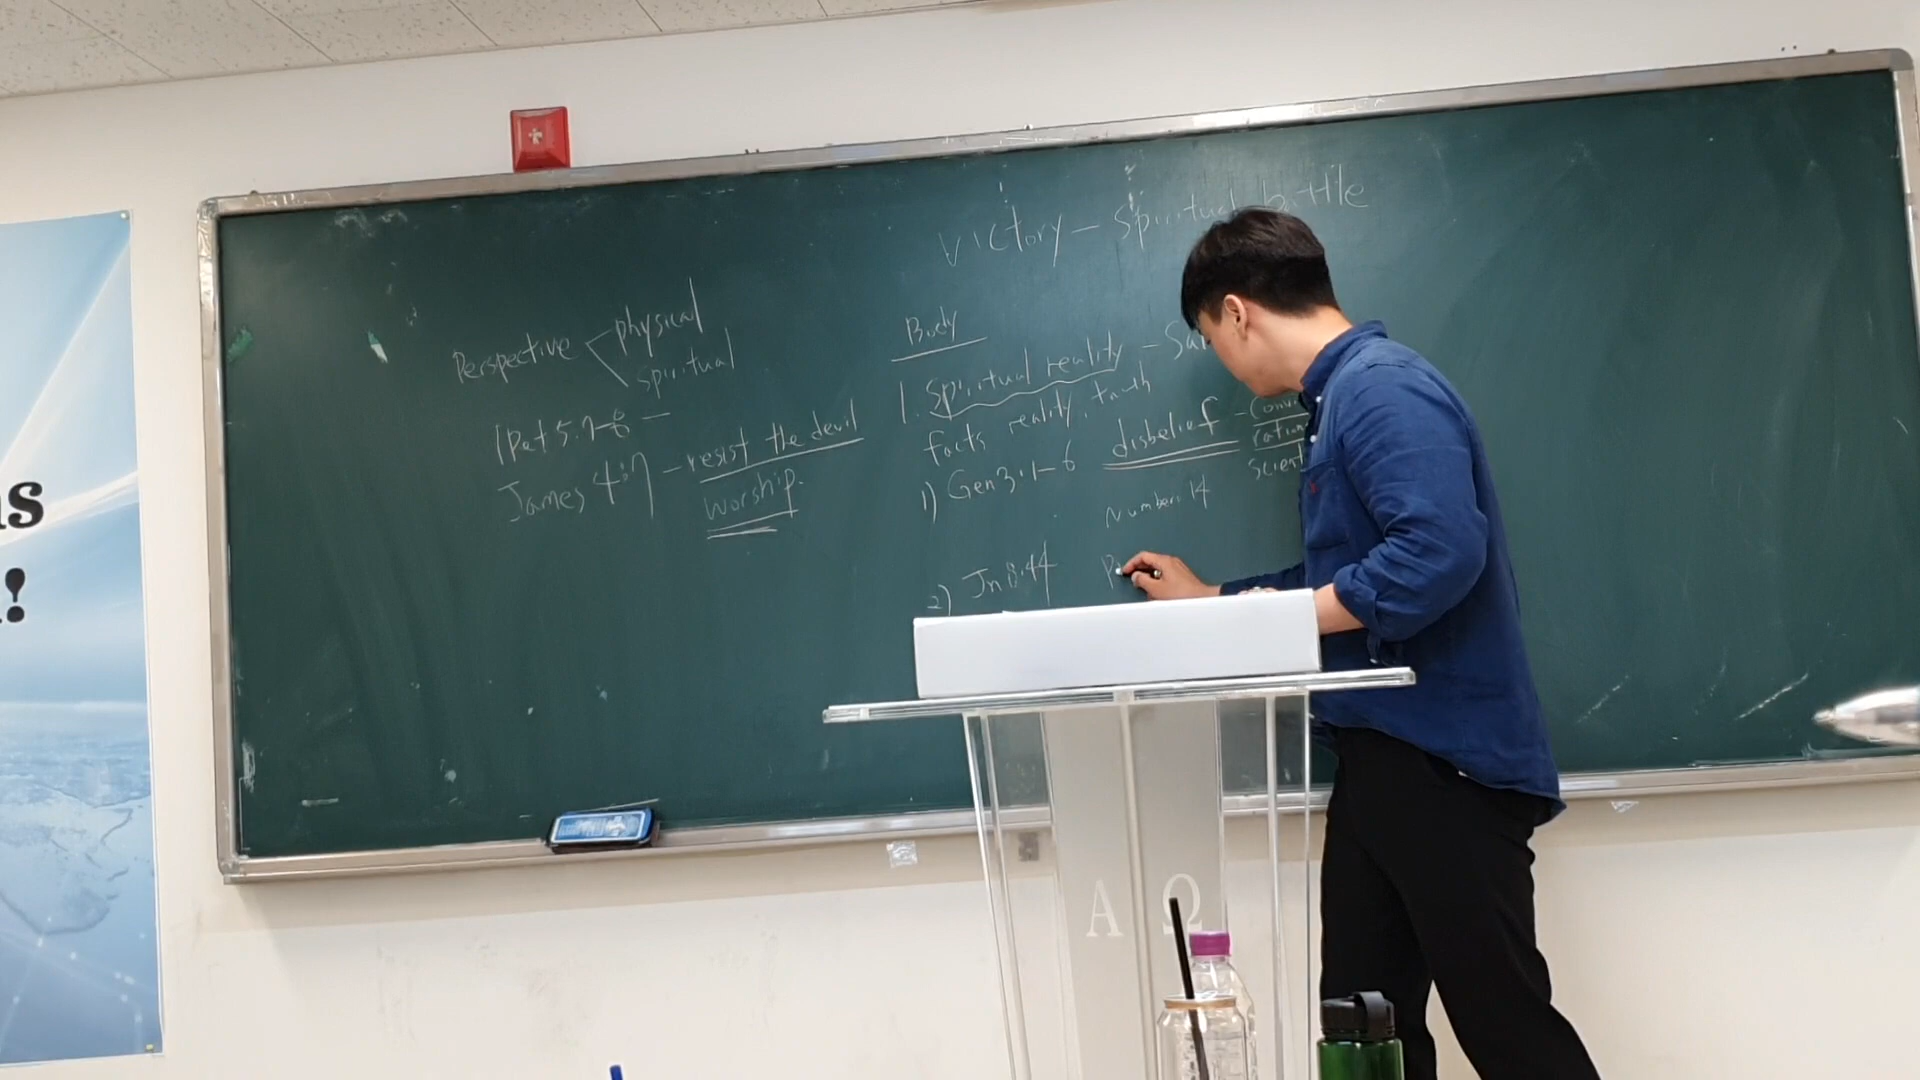 Victory - Spiritual battle
Perspective
physical
spiritual
1Pet 5:7-8 -
James 4:7 - resist the devil
worship.
Body
1. Spiritual reality -
facts reality, truth
1) Gen 3:1-6 disbelief -
Number 14
2) Jn 8:44
A Ω
s
!